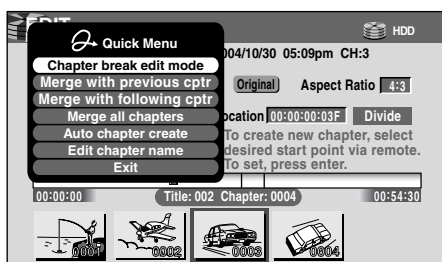 EDIT
HDD
Quick Menu
Chapter break edit mode
Merge with previous cptr
Merge with following cptr
Merge all chapters
Auto chapter create
Edit chapter name
Exit
004/10/30 05:09pm CH:3
Original Aspect Ratio 4:3
ocation 00:00:00:03F Divide
To create new chapter, select
desired start point via remote.
To set, press enter.
00:00:00 Title: 002 Chapter: 0004 00:54:30
0001 0002 0003 0004